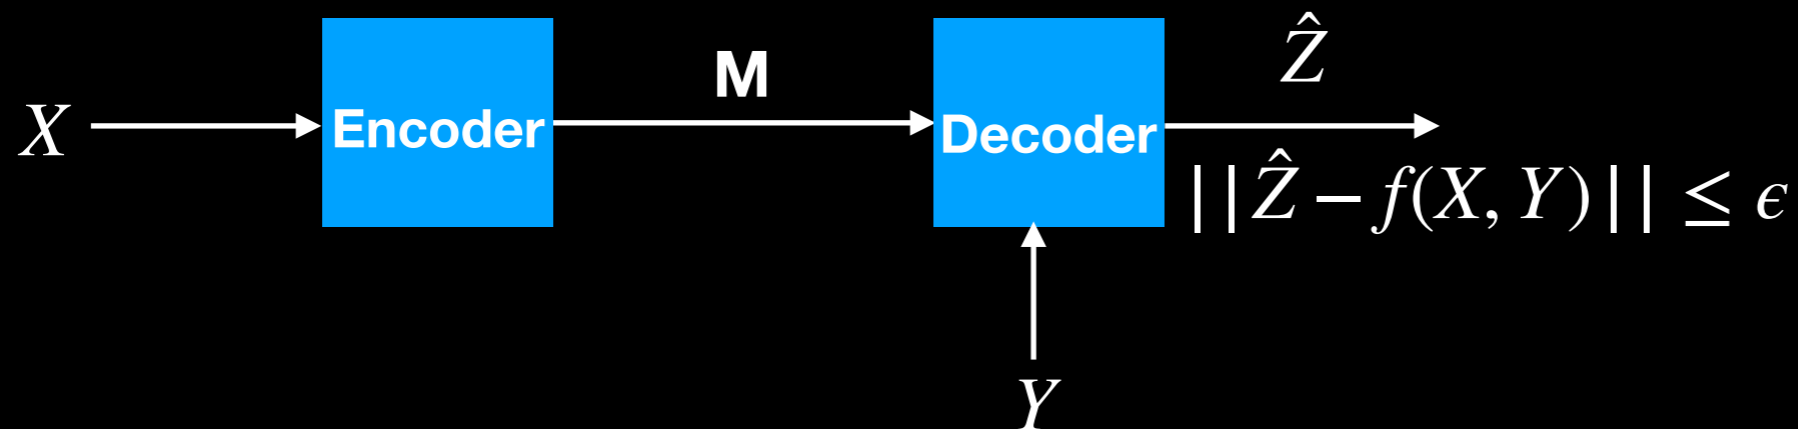 X
Encoder
M
Decoder
Ẑ
||Ẑ − f(X, Y)|| ≤ ϵ
Y